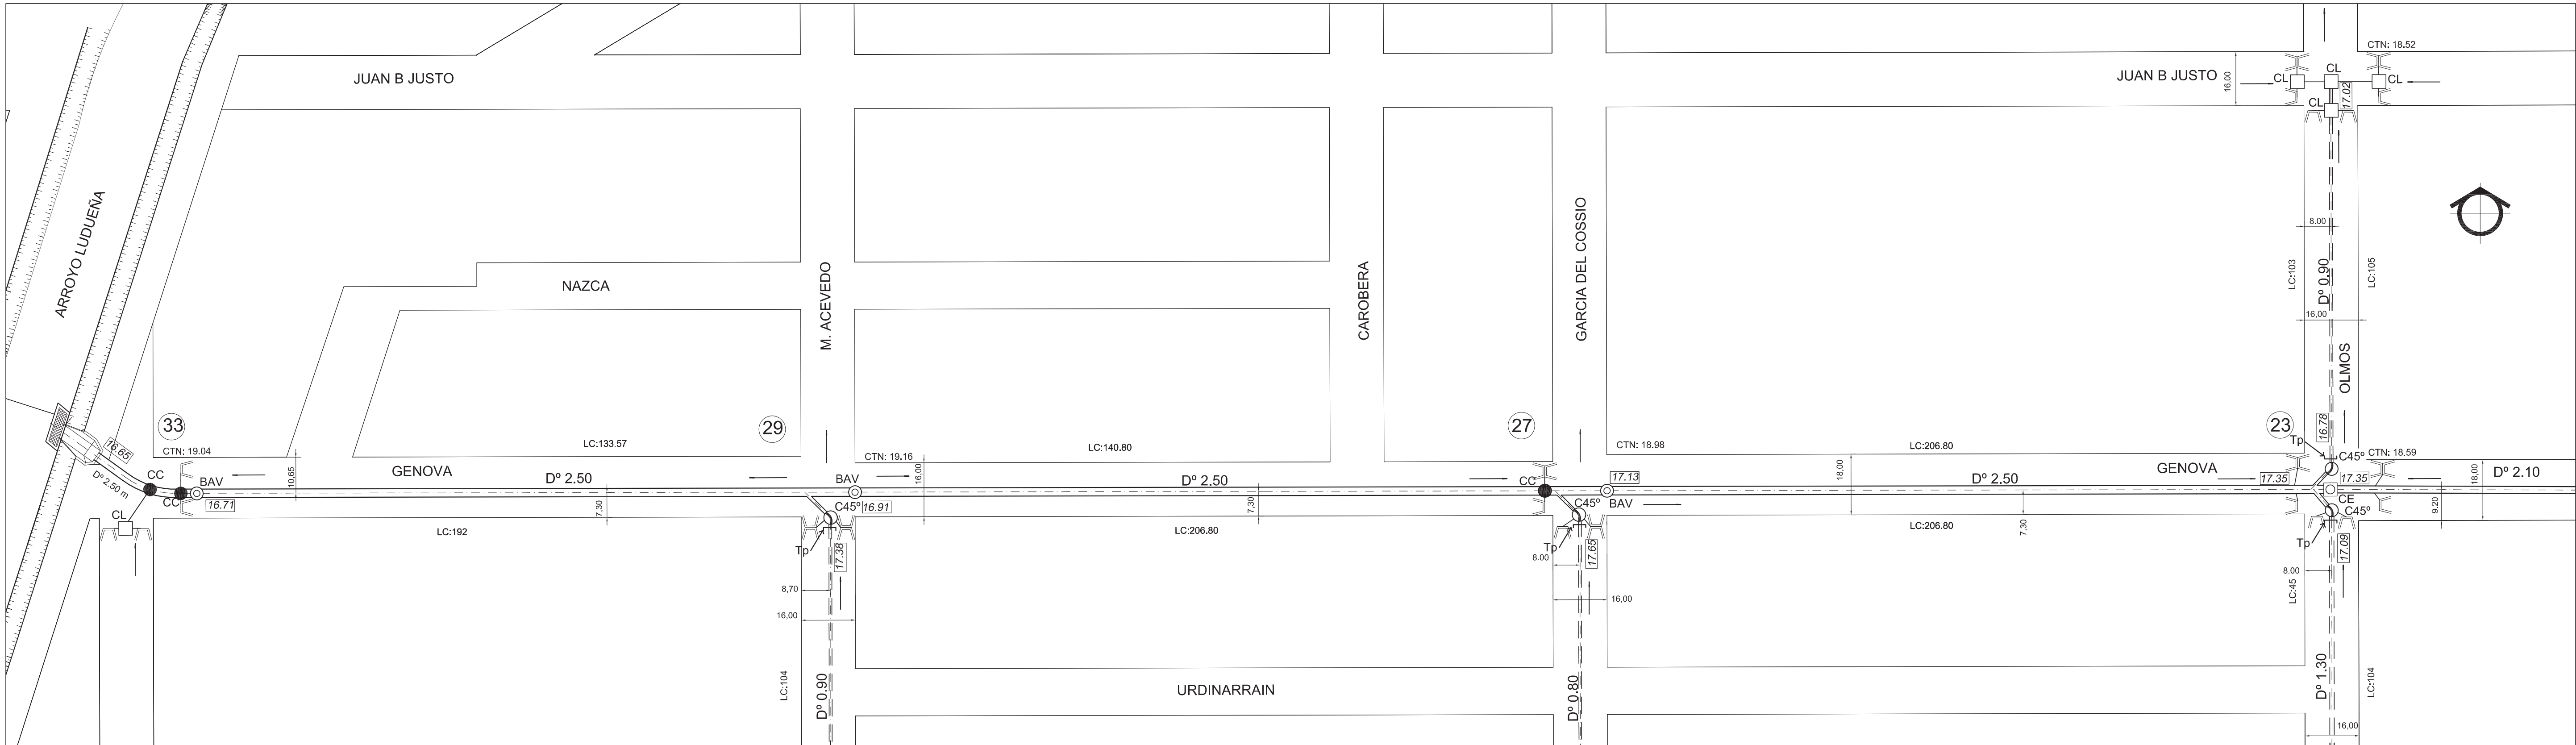 CTN: 18.52
JUAN B JUSTO
JUAN B JUSTO
16,00
CL
CL
CL
CL
17.02
ARROYO LUDUEÑA
NAZCA
M. ACEVEDO
CAROBERA
GARCIA DEL COSSIO
8.00
LC:103
Dº 0,90
LC:105
16,00
OLMOS
33
29
27
23
16.78
Tp
C45º
CTN: 18.59
CTN: 19.04
LC:133.57
CTN: 19.16
LC:140.80
CTN: 18.98
LC:206.80
16.65
Dº 2.50 m
CC
CC
BAV
16.71
GENOVA
10,65
Dº 2.50
7,30
BAV
16,00
C45º
16.91
Dº 2.50
7,30
CC
17.13
BAV
C45º
18,00
Dº 2.50
7,30
GENOVA
17.35
17.35
CE
C45º
Dº 2.10
18,00
9.20
CL
LC:192
LC:206.80
LC:206.80
Tp
17.38
Tp
17.65
Tp
17.09
8,70
16,00
8.00
16,00
8.00
LC:45
LC:104
Dº 0.90
URDINARRAIN
Dº 0.80
Dº 1.30
LC:104
16,00